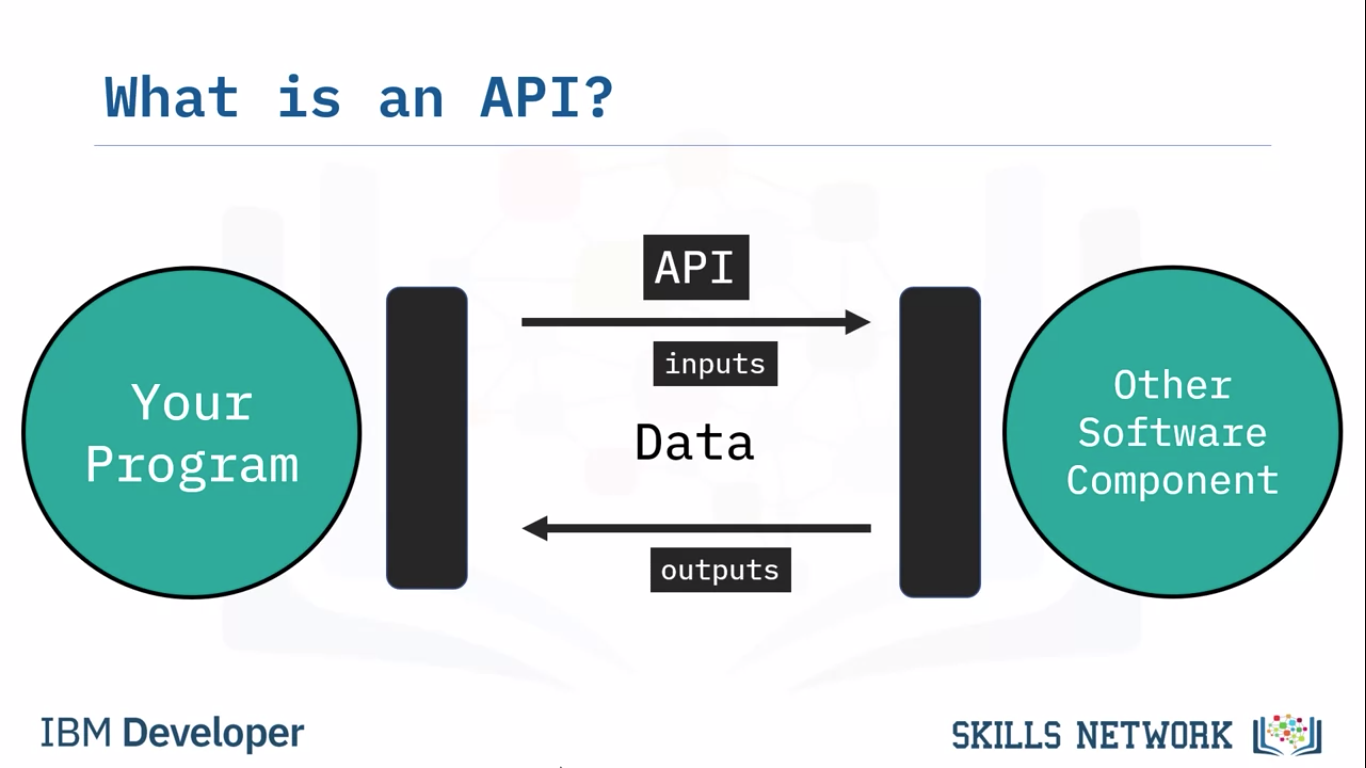 What is an API?
API
inputs
Data
outputs
Your
Program
Other
Software
Component
IBM Developer
SKILLS NETWORK